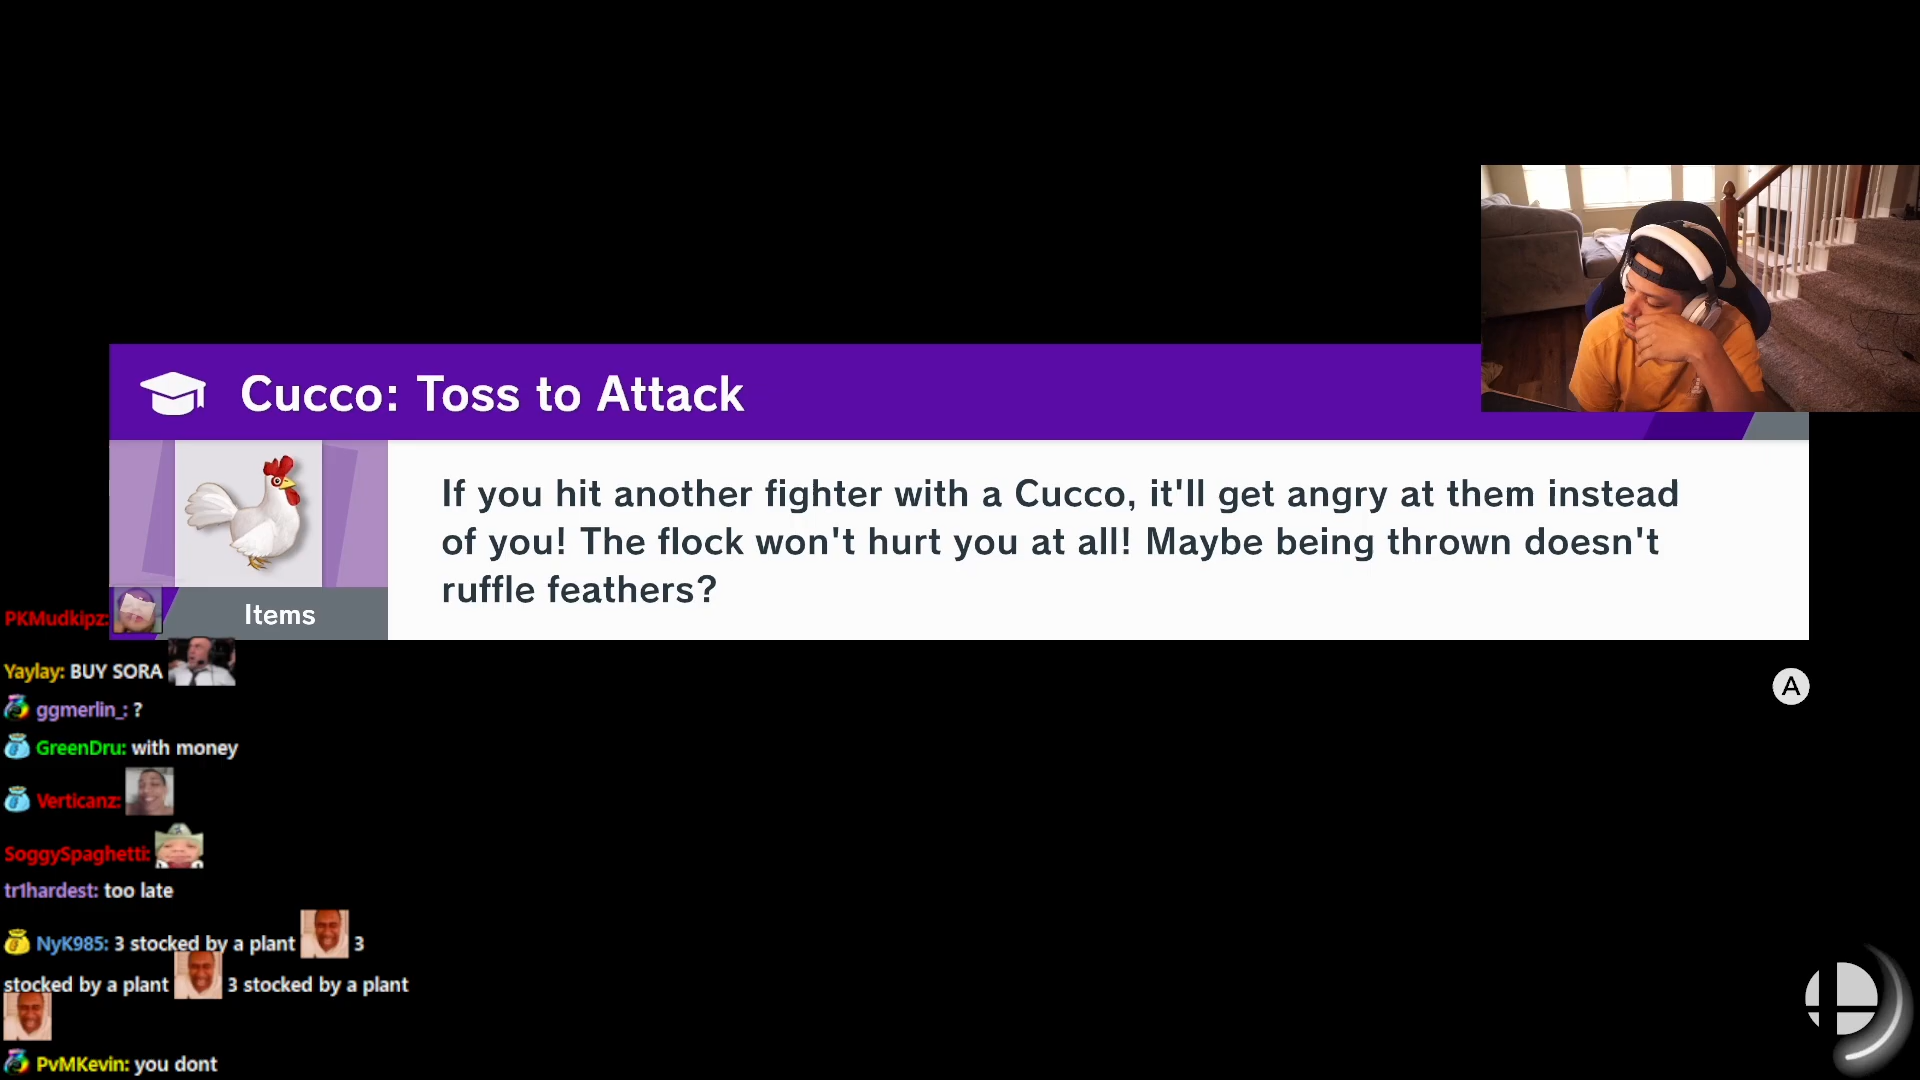 Cucco: Toss to Attack
If you hit another fighter with a Cucco, it'll get angry at them instead
of you! The flock won't hurt you at all! Maybe being thrown doesn't
ruffle feathers?
Items
A
PKMudkipz:
Yaylay: BUY SORA
ggmerlin_: ?
GreenDru: with money
Verticanz:
SoggySpaghetti:
tr1hardest: too late
NyK985: 3 stocked by a plant 3
stocked by a plant 3 stocked by a plant
PvMKevin: you dont